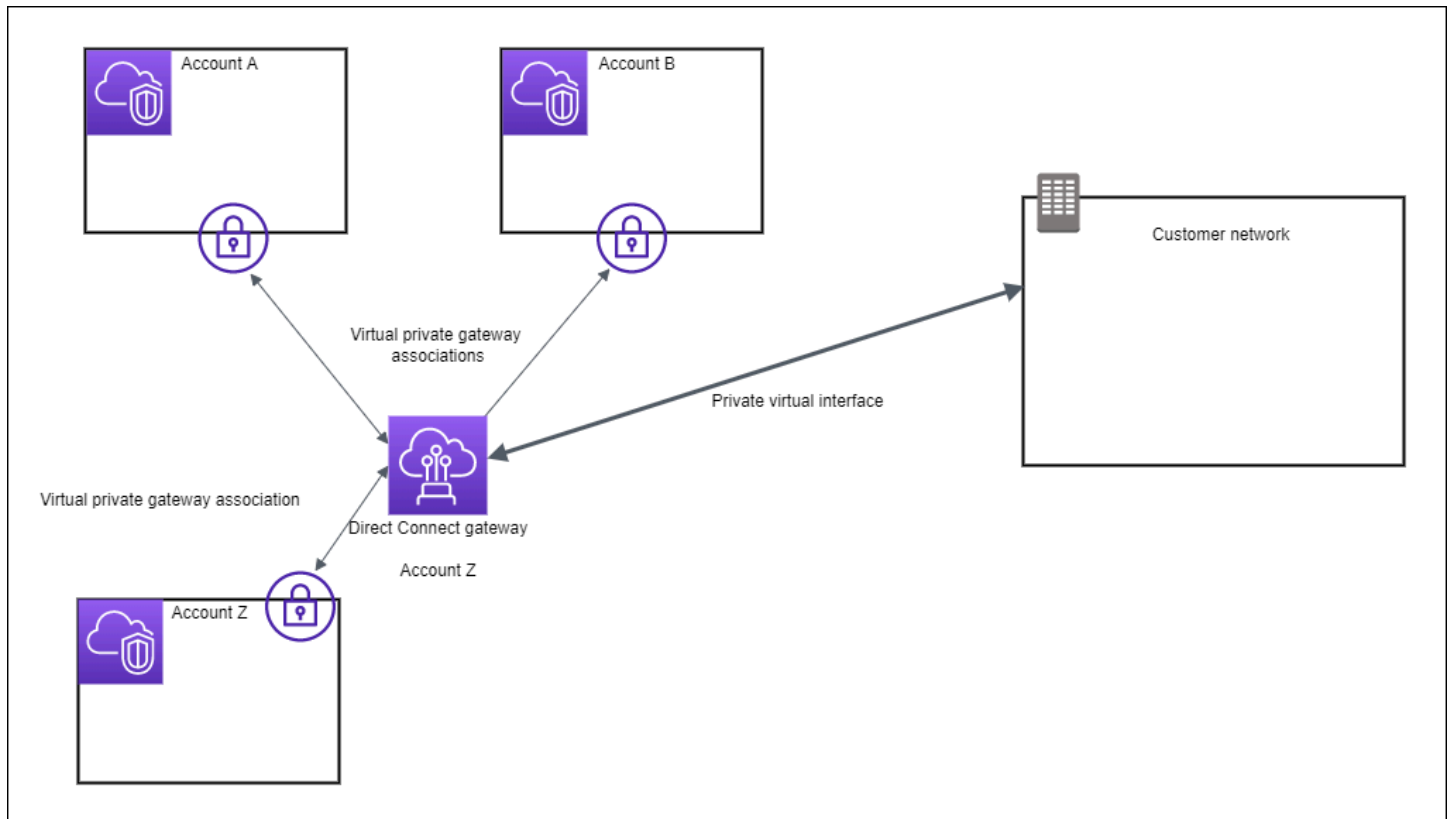 Account A
Account B
Customer network
Virtual private gateway
associations
Private virtual interface
Virtual private gateway association
Direct Connect gateway
Account Z
Account Z